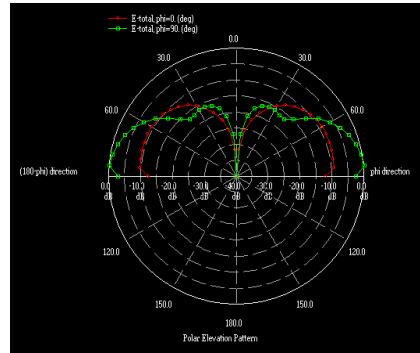 E-total, phi=0. (deg)
E-total, phi=90. (deg)
0.0
30.0 30.0
60.0 60.0
(180-phi) direction phi direction
0.0 -10.0 -20.0 -30.0 -40.0 -30.0 -20.0 -10.0 0.0
dB dB dB dB dB dB dB dB dB
120.0 120.0
150.0 150.0
180.0
Polar Elevation Pattern